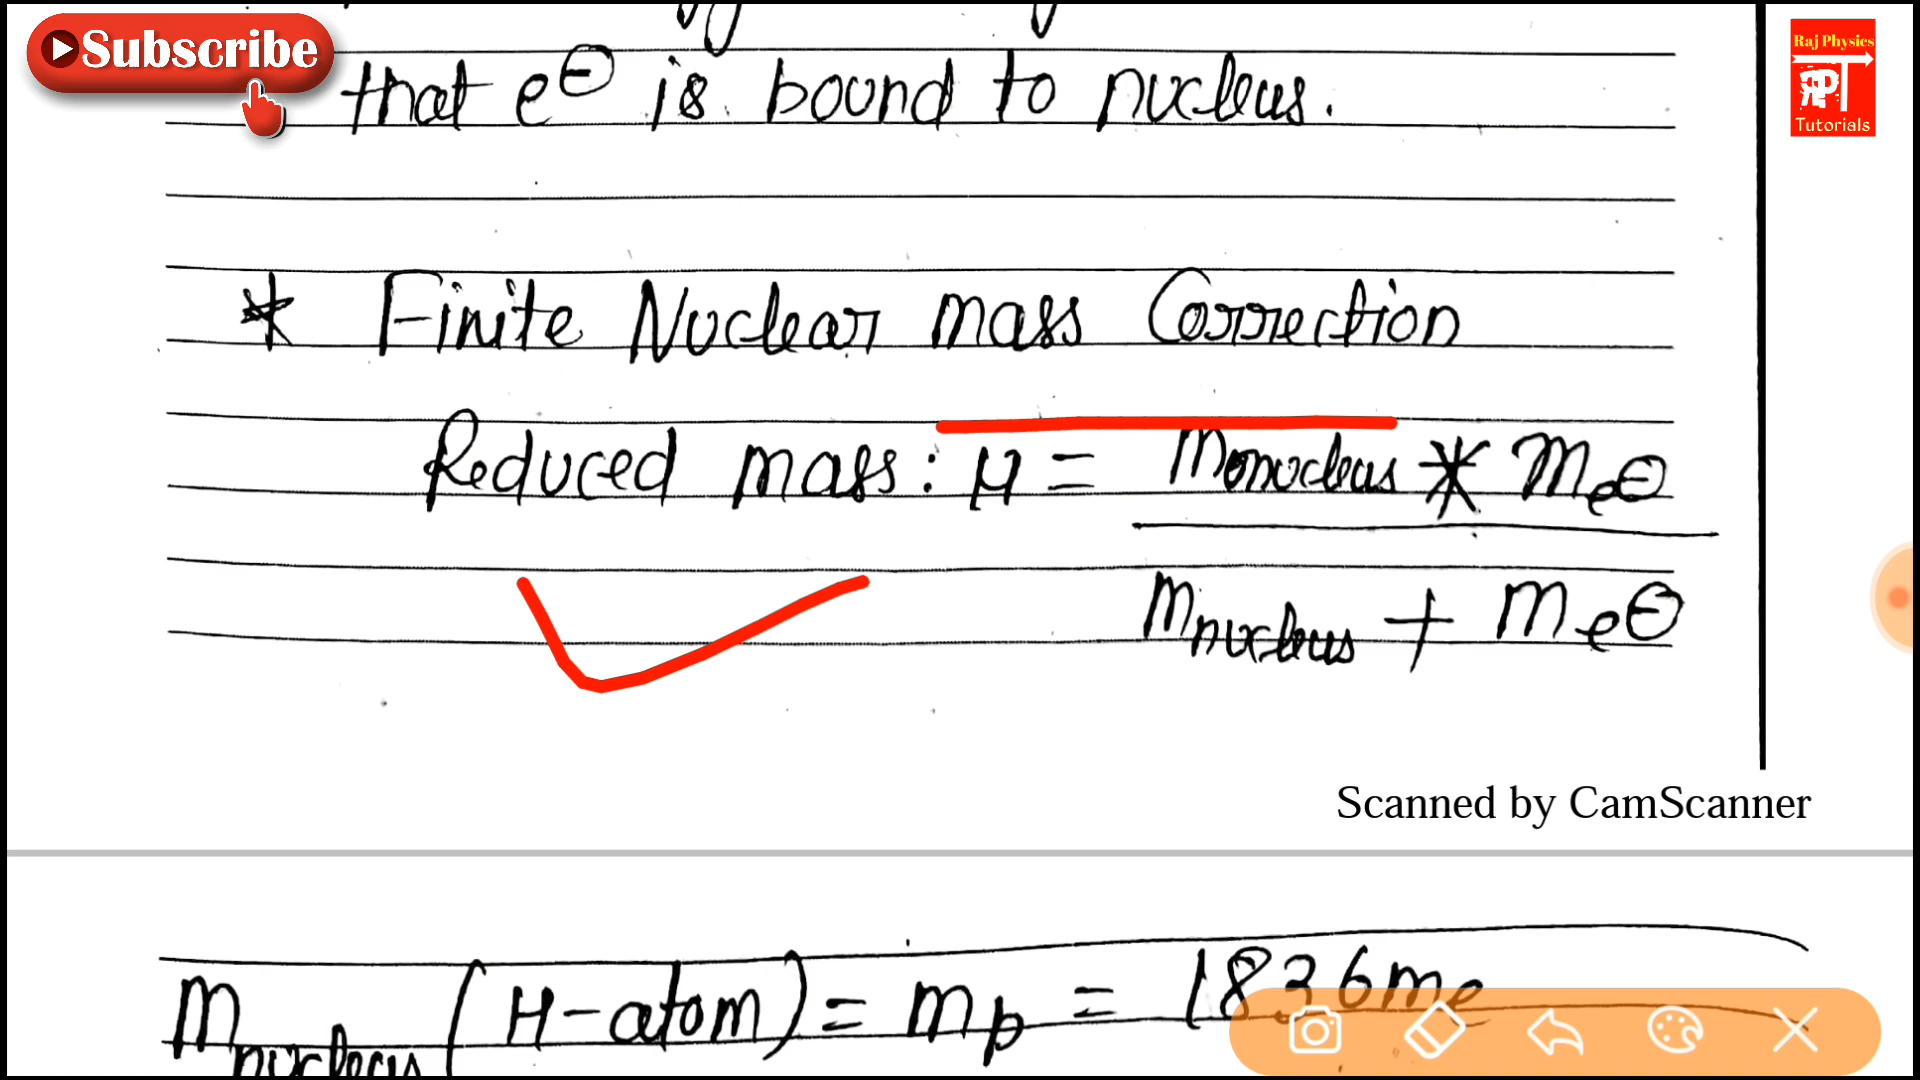 Subscribe
Raj Physics
Tutorials
that e⊖ is bound to nucleus.
* Finite Nuclear mass Correction
Reduced mass : μ = mnucleus * me⊖
mnucleus + me⊖
Scanned by CamScanner
mnucleus (H-atom) = mp = 1836me